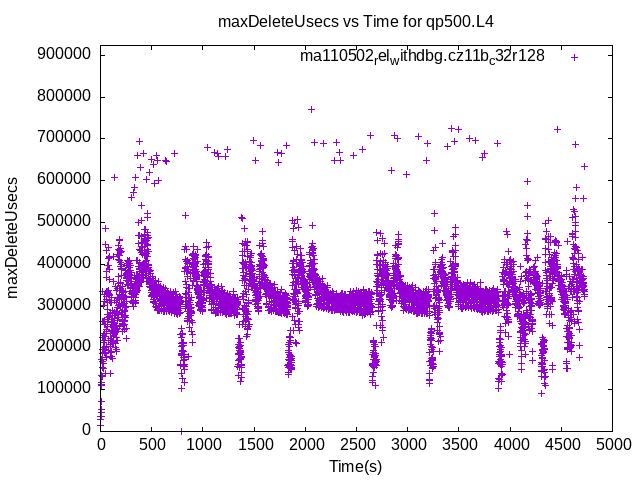 maxDeleteUsecs vs Time for qp500.L4
ma110502relwithdbg.cz11bc32r128
900000
800000
700000
600000
500000
400000
300000
200000
100000
0
maxDeleteUsecs
0 500 1000 1500 2000 2500 3000 3500 4000 4500 5000
Time(s)